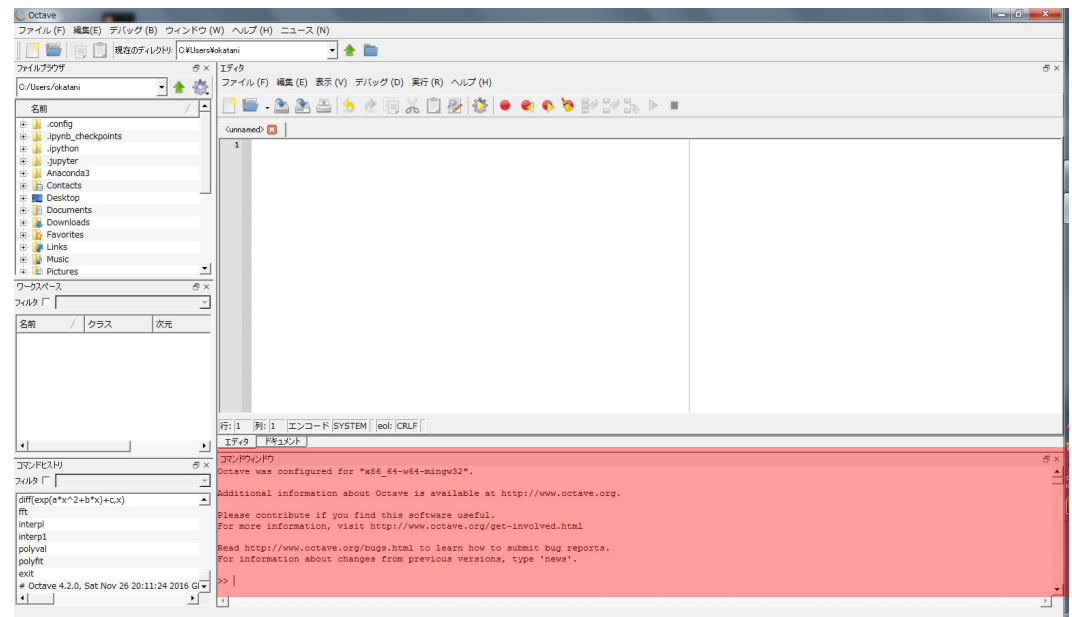 Octave
ファイル (F) 編集(E) デバッグ (B) ウィンドウ (W) ヘルプ (H) ニュース (N)
現在のディレクトリ: C:¥Users¥okatani
ファイルブラウザ
C:/Users/okatani
名前
.config
.ipynb_checkpoints
.ipython
.jupyter
Anaconda3
Contacts
Desktop
Documents
Downloads
Favorites
Links
Music
Pictures
ワークスペース
フィルタ
名前 クラス 次元
コマンドヒストリ
フィルタ
diff(exp(a*x^2+b*x)+c,x)
fft
interpl
interp1
polyval
polyfit
exit
# Octave 4.2.0, Sat Nov 26 20:11:24 2016 G
エディタ
ファイル (F) 編集 (E) 表示 (V) デバッグ (D) 実行 (R) ヘルプ (H)
<unnamed>
1
行: 1 列: 1 エンコード SYSTEM eol: CRLF
エディタ ドキュメント
コマンドウィンドウ
Octave was configured for "x86_64-w64-mingw32".
Additional information about Octave is available at http://www.octave.org.
Please contribute if you find this software useful.
For more information, visit http://www.octave.org/get-involved.html
Read http://www.octave.org/bugs.html to learn how to submit bug reports.
For information about changes from previous versions, type 'news'.
>>